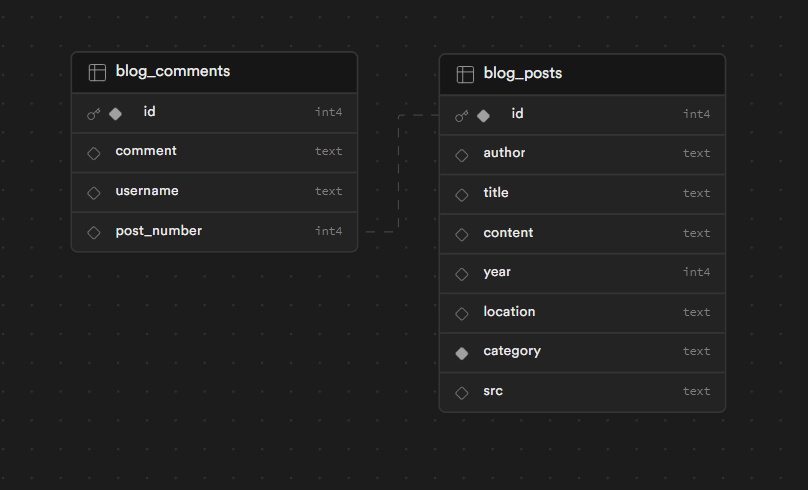 blog_comments
id int4
comment text
username text
post_number int4
blog_posts
id int4
author text
title text
content text
year int4
location text
category text
src text